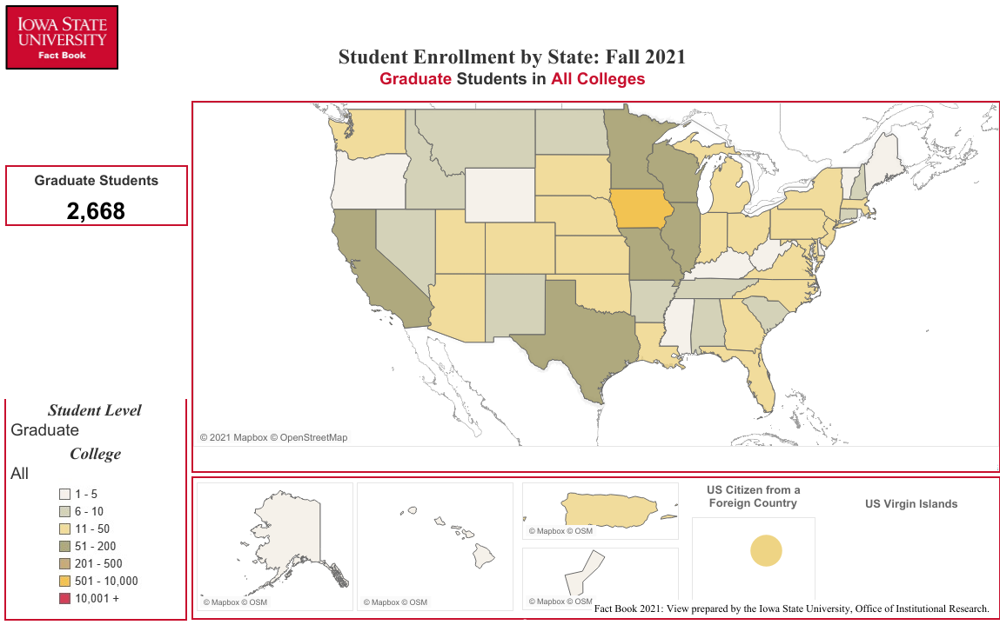 IOWA STATE
UNIVERSITY
Fact Book
Student Enrollment by State: Fall 2021
Graduate Students in All Colleges
Graduate Students
2,668
Student Level
Graduate
College
All
1 - 5
6 - 10
11 - 50
51 - 200
201 - 500
501 - 10,000
10,001 +
© 2021 Mapbox © OpenStreetMap
© Mapbox © OSM
© Mapbox © OSM
© Mapbox © OSM
© Mapbox © OSM
US Citizen from a
Foreign Country
US Virgin Islands
Fact Book 2021: View prepared by the Iowa State University, Office of Institutional Research.